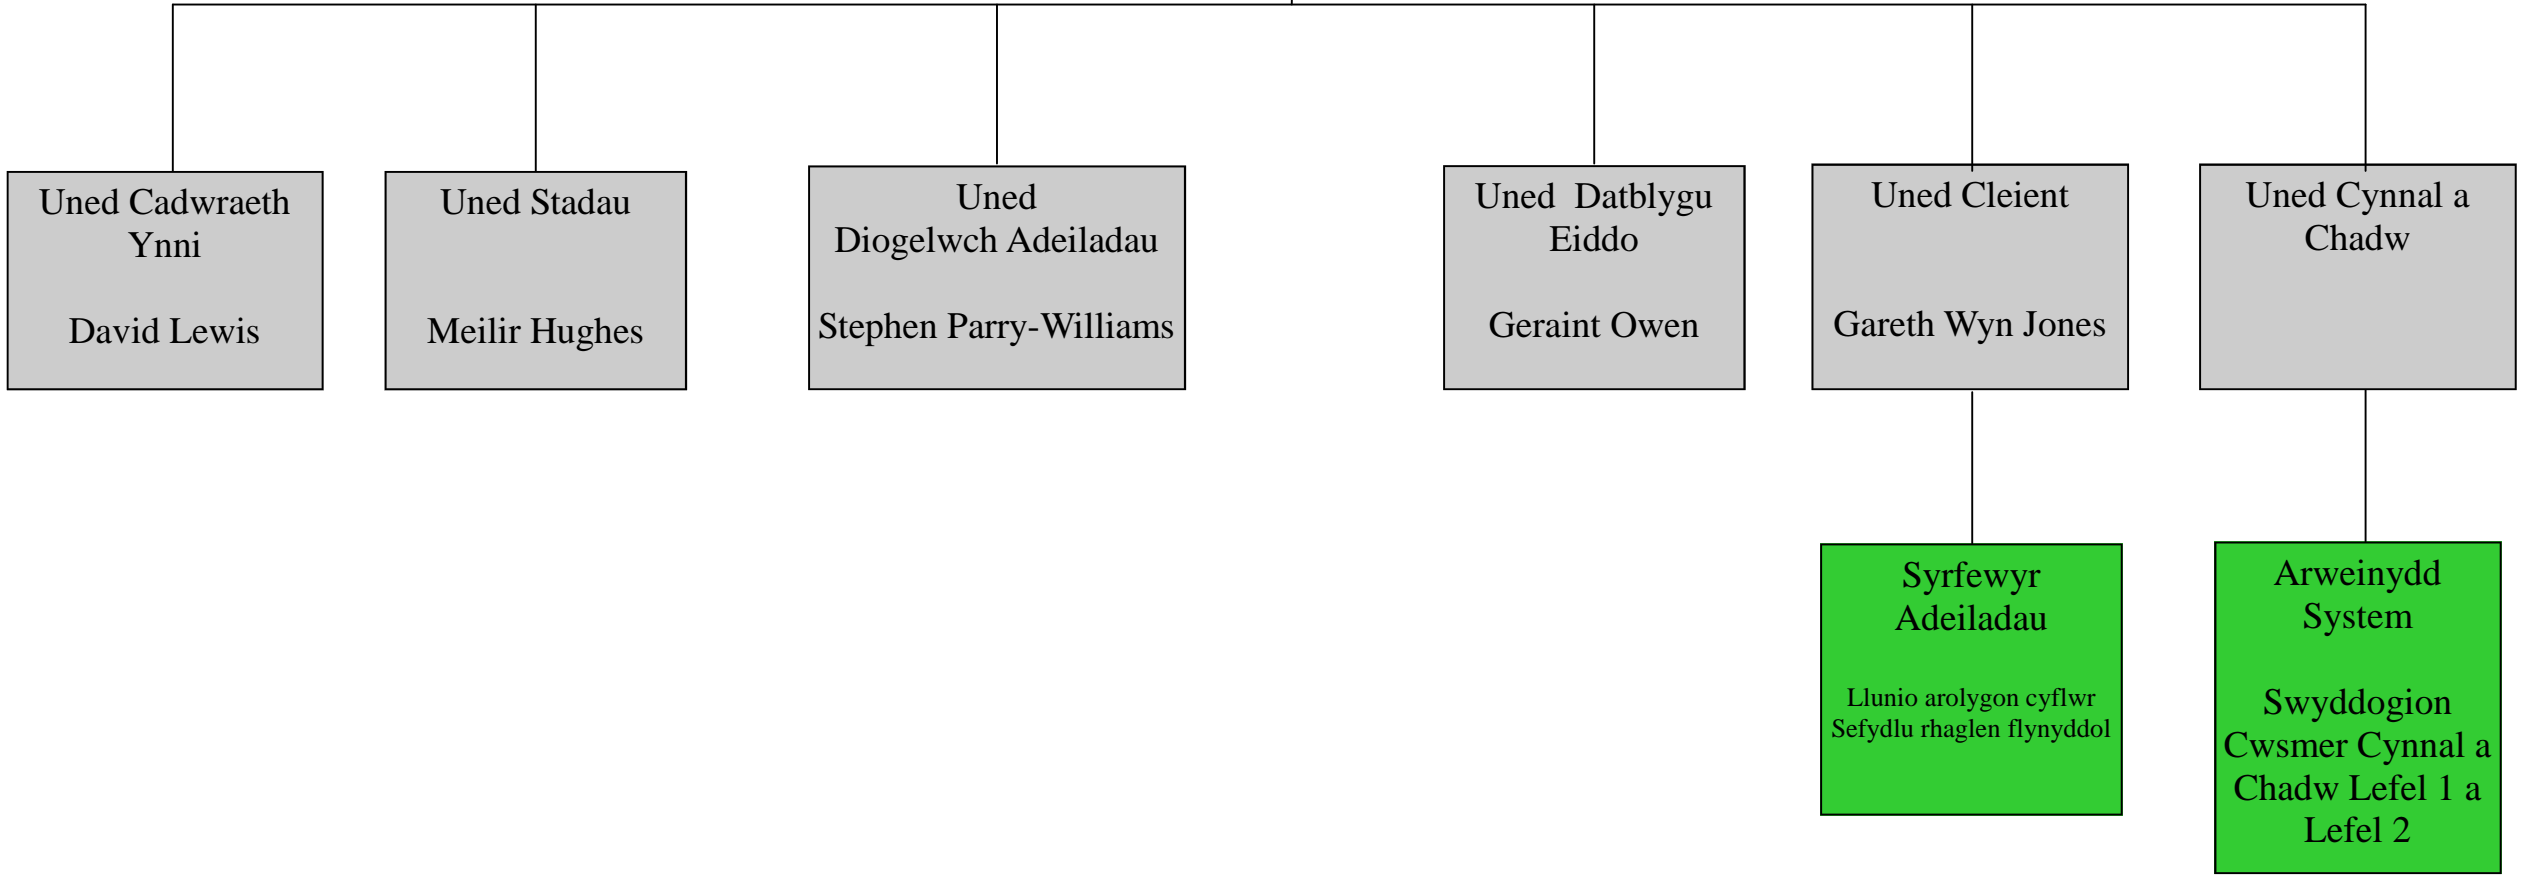 Uned Cadwraeth
Ynni
David Lewis
Uned Stadau
Meilir Hughes
Uned
Diogelwch Adeiladau
Stephen Parry-Williams
Uned Datblygu
Eiddo
Geraint Owen
Uned Cleient
Gareth Wyn Jones
Uned Cynnal a
Chadw
Syrfewyr
Adeiladau
Llunio arolygon cyflwr
Sefydlu rhaglen flynyddol
Arweinydd
System
Swyddogion
Cwsmer Cynnal a
Chadw Lefel 1 a
Lefel 2